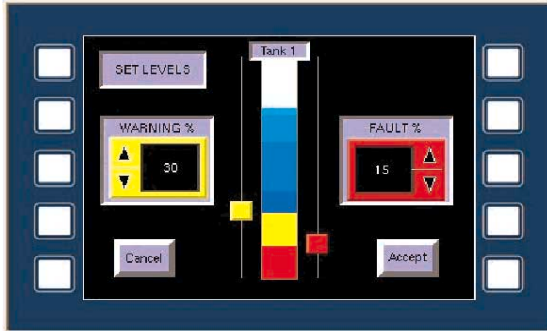 Tank 1
SET LEVELS
WARNING %
30
FAULT %
15
Cancel
Accept